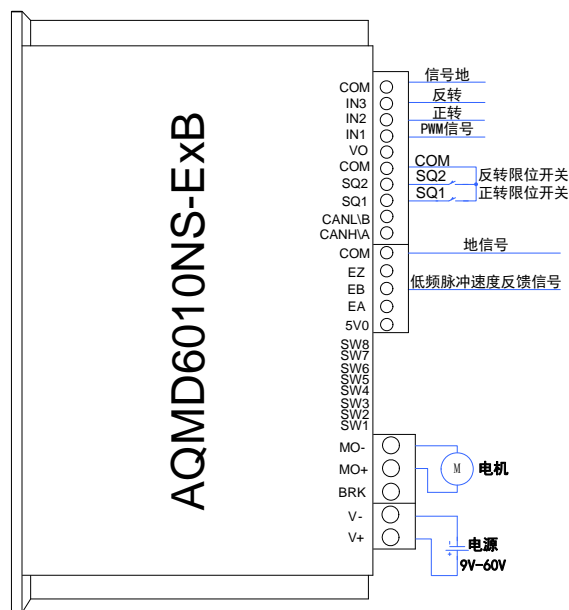 AQMD6010NS-ExB
COM 信号地
IN3 反转
IN2 正转
IN1 PWM信号
VO
COM COM
SQ2 SQ2 反转限位开关
SQ1 SQ1 正转限位开关
CANL\B
CANH\A
COM 地信号
EZ
EB 低频脉冲速度反馈信号
EA
5V0
SW8
SW7
SW6
SW5
SW4
SW3
SW2
SW1
MO-
MO+ M 电机
BRK
V-
V+ 电源
9V-60V